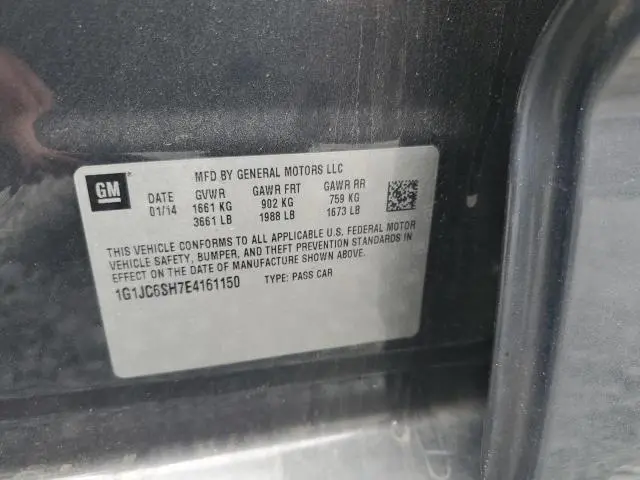 MFD BY GENERAL MOTORS LLC
GM
DATE GVWR GAWR FRT GAWR RR
01/14 1661 KG 902 KG 759 KG
3661 LB 1988 LB 1673 LB
THIS VEHICLE CONFORMS TO ALL APPLICABLE U.S. FEDERAL MOTOR
VEHICLE SAFETY, BUMPER, AND THEFT PREVENTION STANDARDS IN
EFFECT ON THE DATE OF MANUFACTURE SHOWN ABOVE.
1G1JC6SH7E4161150 TYPE: PASS CAR